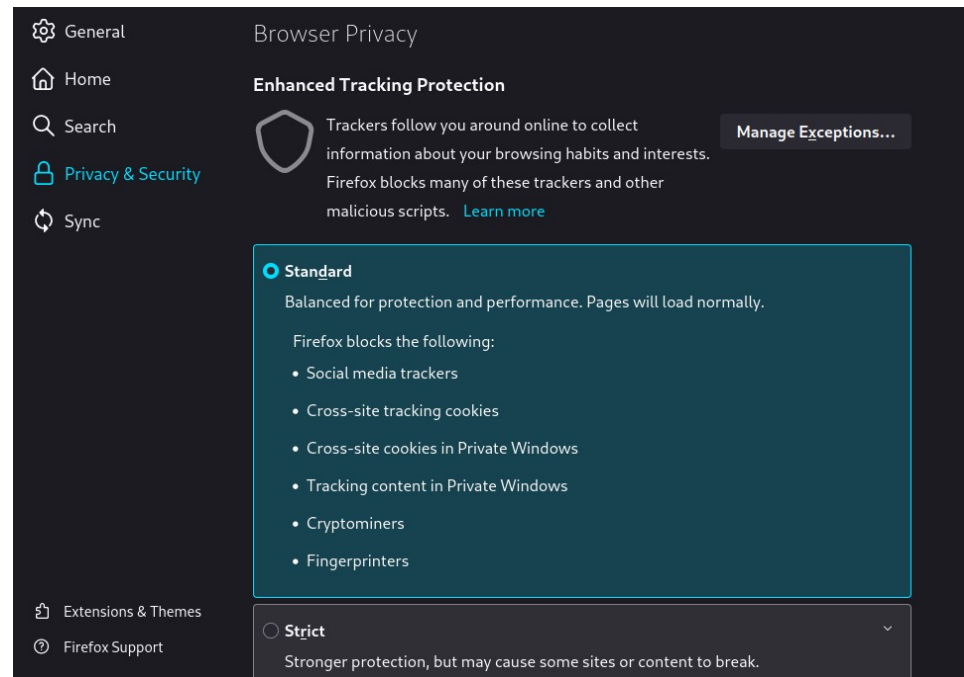 General
Home
Search
Privacy & Security
Sync
Extensions & Themes
Firefox Support
Browser Privacy
Enhanced Tracking Protection
Trackers follow you around online to collect
information about your browsing habits and interests.
Firefox blocks many of these trackers and other
malicious scripts. Learn more
Manage Exceptions...
Standard
Balanced for protection and performance. Pages will load normally.
Firefox blocks the following:
• Social media trackers
• Cross-site tracking cookies
• Cross-site cookies in Private Windows
• Tracking content in Private Windows
• Cryptominers
• Fingerprinters
Strict
Stronger protection, but may cause some sites or content to break.